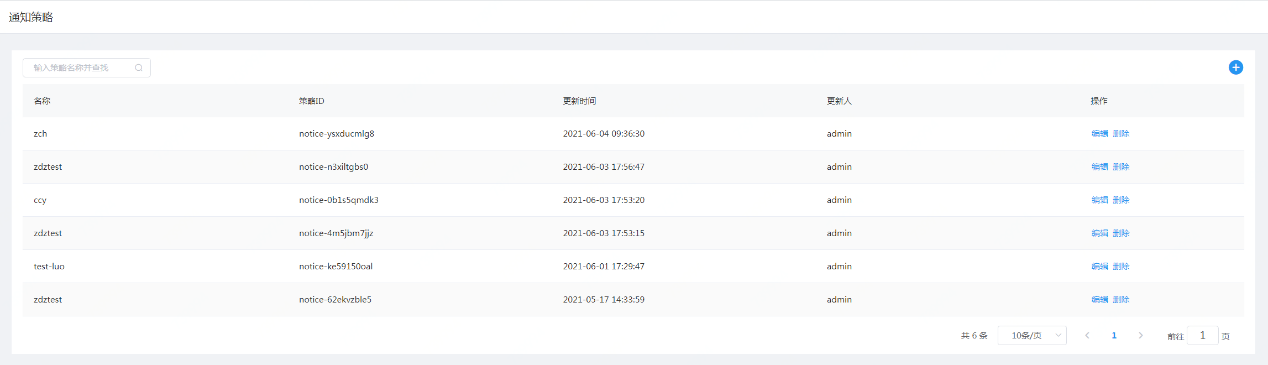 通知策略
输入策略名称并查找
名称 策略ID 更新时间 更新人 操作
zch notice-ysxducmlg8 2021-06-04 09:36:30 admin 编辑 删除
zdztest notice-n3xiltgbs0 2021-06-03 17:56:47 admin 编辑 删除
ccy notice-0b1s5qmdk3 2021-06-03 17:53:20 admin 编辑 删除
zdztest notice-4m5jbm7jjz 2021-06-03 17:53:15 admin 编辑 删除
test-luo notice-ke59150oal 2021-06-01 17:29:47 admin 编辑 删除
zdztest notice-62ekvzble5 2021-05-17 14:33:59 admin 编辑 删除
共 6 条 10条/页 1 前往 1 页